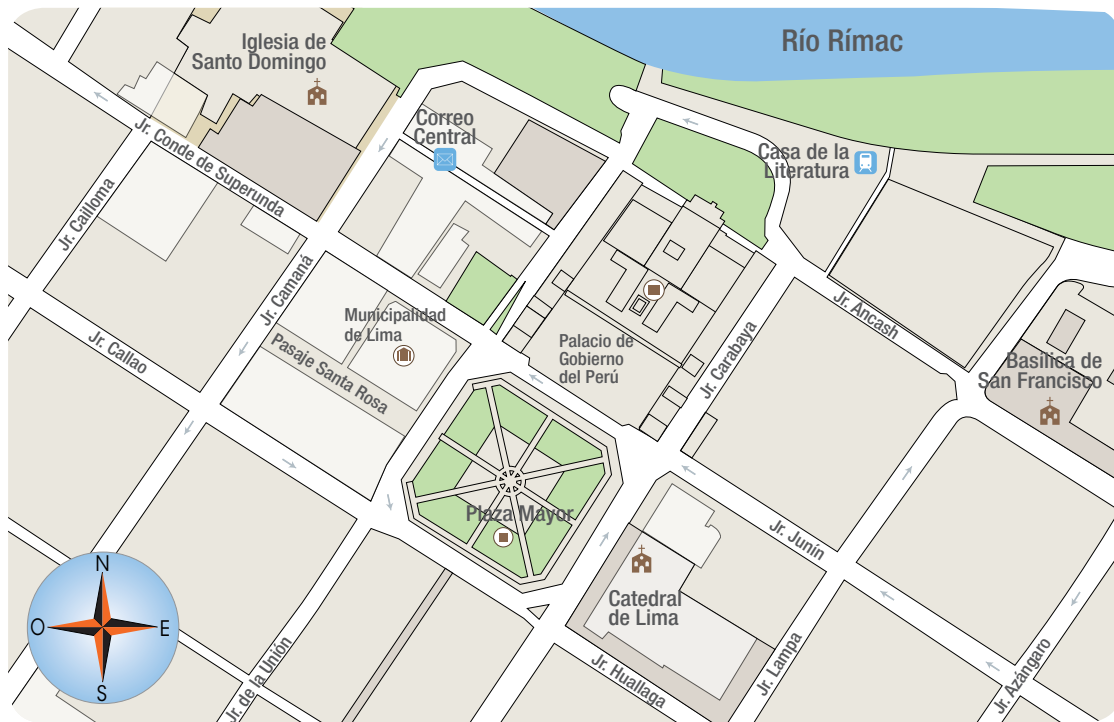 Río Rímac
Iglesia de
Santo Domingo
Correo
Central
Casa de la
Literatura
Jr. Conde de Superunda
Jr. Cailloma
Jr. Camaná
Jr. Callao
Municipalidad
de Lima
Pasaje Santa Rosa
Palacio de
Gobierno
del Perú
Jr. Carabaya
Jr. Ancash
Basílica de
San Francisco
Plaza Mayor
Jr. Junín
Catedral
de Lima
Jr. Huallaga
Jr. Lampa
Jr. Azángaro
Jr. de la Unión
N
O
E
S